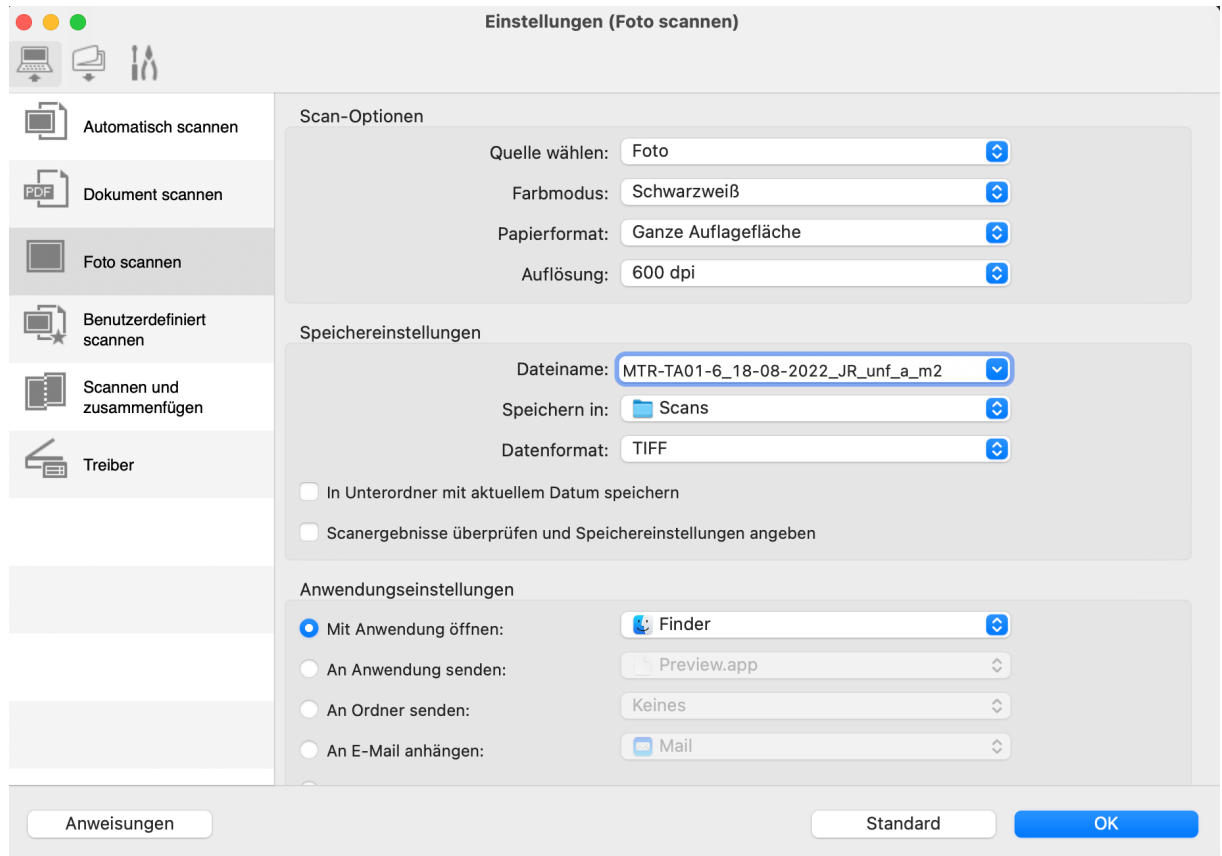 Einstellungen (Foto scannen)
Automatisch scannen
PDF
Dokument scannen
Foto scannen
Benutzerdefiniert
scannen
Scannen und
zusammenfügen
Treiber
Scan-Optionen
Quelle wählen: Foto
Farbmodus: Schwarzweiß
Papierformat: Ganze Auflagefläche
Auflösung: 600 dpi
Speichereinstellungen
Dateiname: MTR-TA01-6_18-08-2022_JR_unf_a_m2
Speichern in: Scans
Datenformat: TIFF
In Unterordner mit aktuellem Datum speichern
Scanergebnisse überprüfen und Speichereinstellungen angeben
Anwendungseinstellungen
Mit Anwendung öffnen: Finder
An Anwendung senden: Preview.app
An Ordner senden: Keines
An E-Mail anhängen: Mail
Anweisungen
Standard
OK